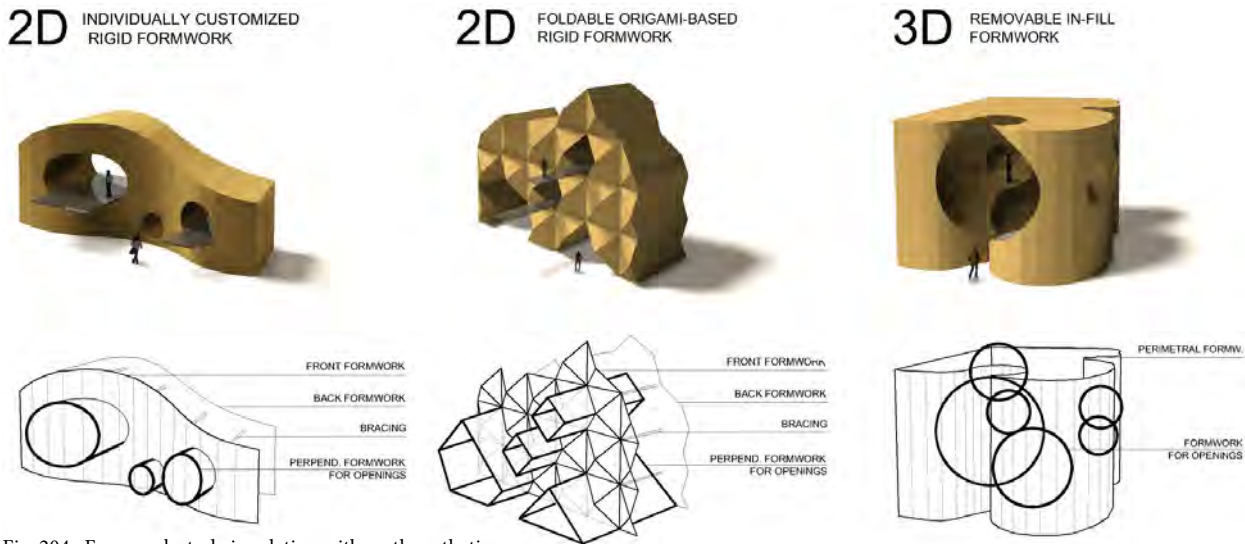 2D INDIVIDUALLY CUSTOMIZED
RIGID FORMWORK
2D FOLDABLE ORIGAMI-BASED
RIGID FORMWORK
3D REMOVABLE IN-FILL
FORMWORK
FRONT FORMWORK
BACK FORMWORK
BRACING
PERPEND. FORMWORK
FOR OPENINGS
FRONT FORMWORK
BACK FORMWORK
BRACING
PERPEND. FORMWORK
FOR OPENINGS
PERIMETRAL FORMW.
FORMWORK
FOR OPENINGS